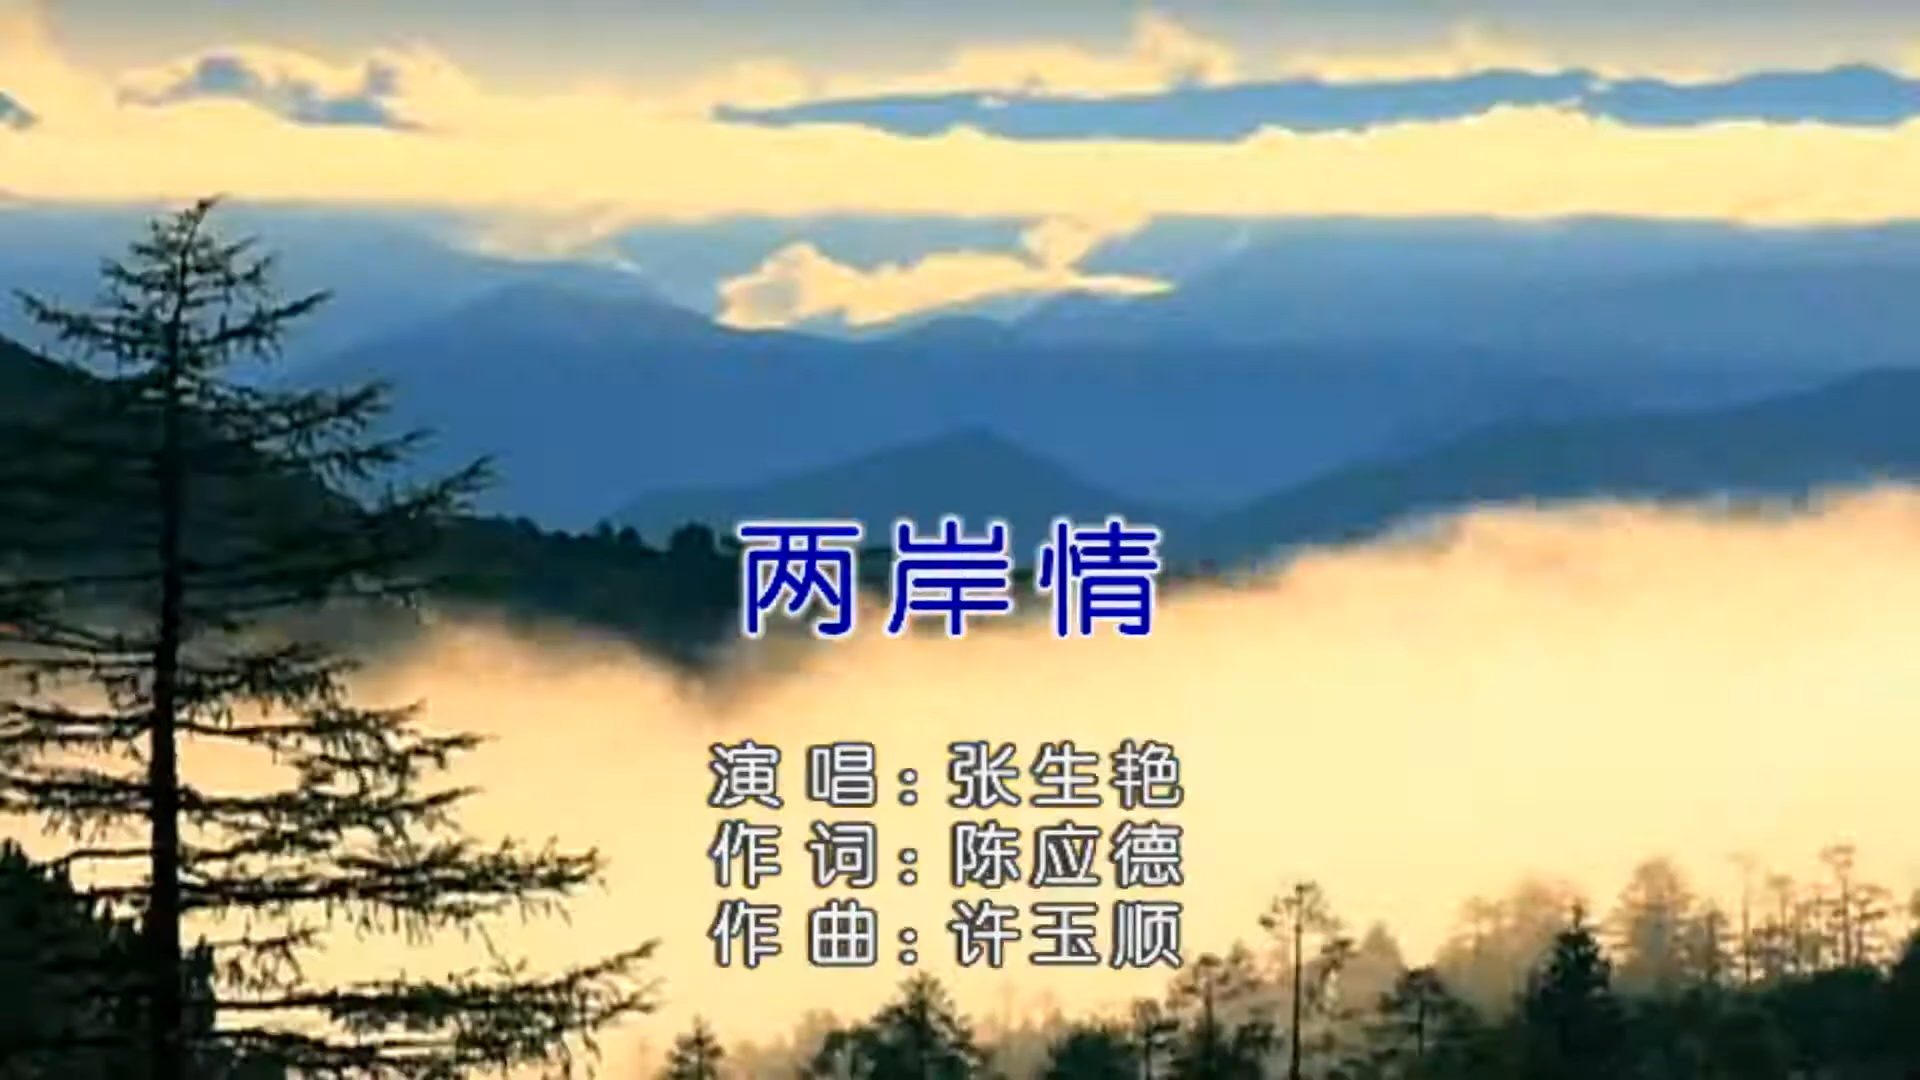 两岸情
演 唱：张生艳
作 词：陈应德
作 曲：许玉顺